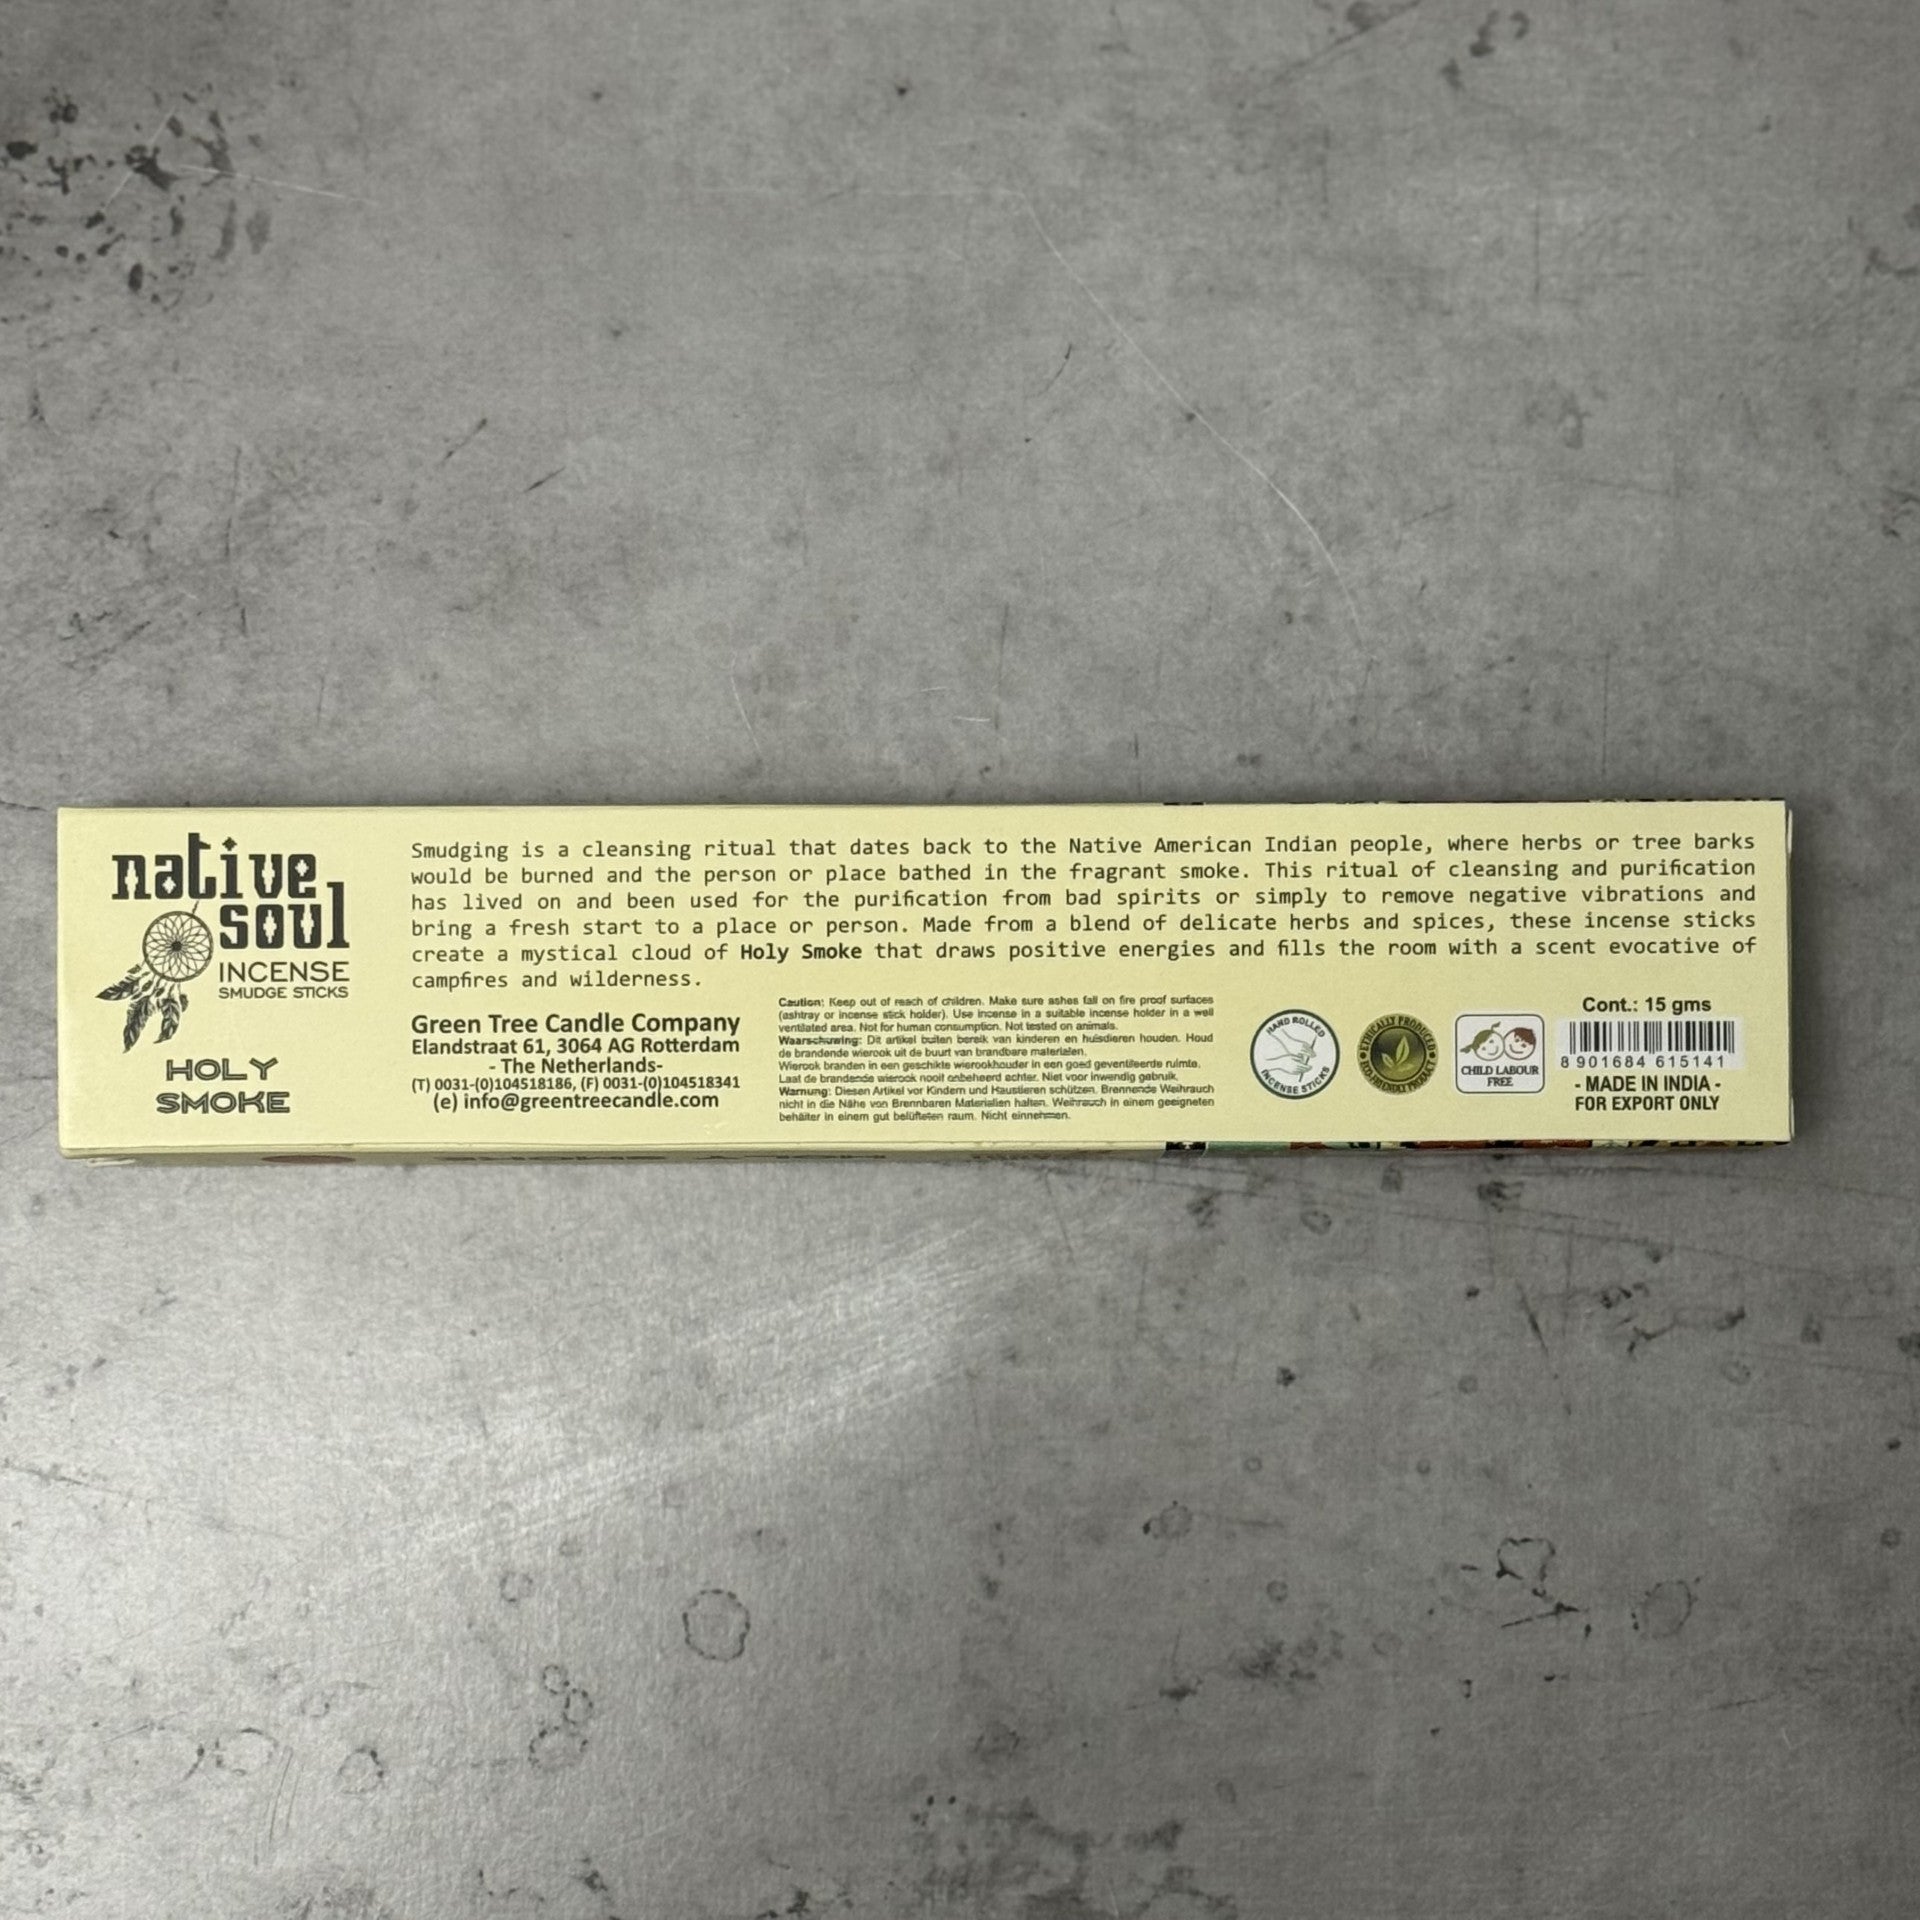 native
soul
INCENSE
SMUDGE STICKS
HOLY
SMOKE
Smudging is a cleansing ritual that dates back to the Native American Indian people, where herbs or tree barks
would be burned and the person or place bathed in the fragrant smoke. This ritual of cleansing and purification
has lived on and been used for the purification from bad spirits or simply to remove negative vibrations and
bring a fresh start to a place or person. Made from a blend of delicate herbs and spices, these incense sticks
create a mystical cloud of Holy Smoke that draws positive energies and fills the room with a scent evocative of
campfires and wilderness.
Green Tree Candle Company
Elandstraat 61, 3064 AG Rotterdam
- The Netherlands-
(T) 0031-(0)104518186, (F) 0031-(0)104518341
(e) info@greentreecandle.com
Caution: Keep out of reach of children. Make sure ashes fall on fire proof surfaces
(ashtray or incense stick holder). Use incense in a suitable incense holder in a well
ventilated area. Not for human consumption. Not tested on animals.
Waarschuwing: Dit artikel buiten bereik van kinderen en huisdieren houden. Houd
de brandende wierook uit de buurt van brandbare materialen.
Wierook branden in een geschikte wierookhouder in een goed geventileerde ruimte.
Laat de brandende wierook nooit onbeheerd achter. Niet voor inwendig gebruik.
Warnung: Diesen Artikel vor Kindern und Haustieren schützen. Brennende Weihrauch
nicht in die Nähe von Brennbaren Materialien halten. Weihrauch in einem geeigneten
behälter in einem gut belüfteten raum. Nicht einnehmen.
HAND ROLLED
INCENSE STICKS
ETHICALLY PRODUCED
ECO FRIENDLY PRODUCT
CHILD LABOUR
FREE
Cont.: 15 gms
8 901684 615141
- MADE IN INDIA -
FOR EXPORT ONLY
HOLY SMOKE